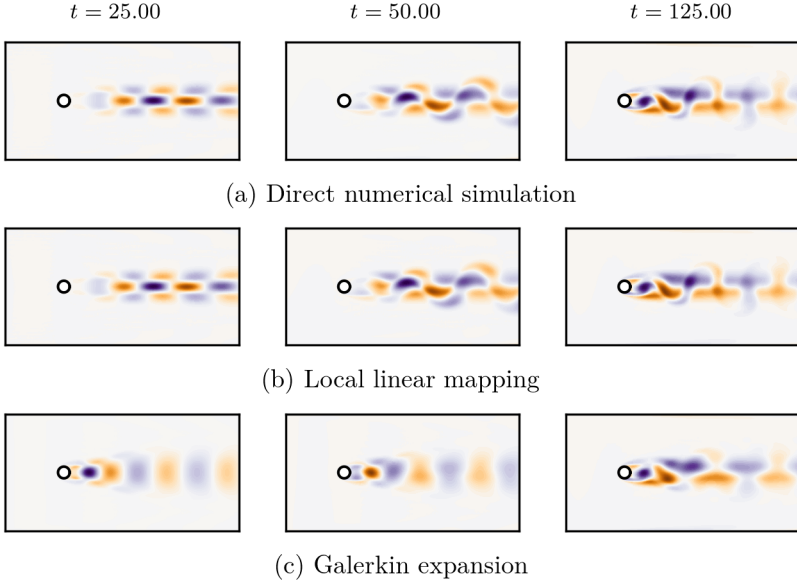 t = 25.00 t = 50.00 t = 125.00
(a) Direct numerical simulation
(b) Local linear mapping
(c) Galerkin expansion